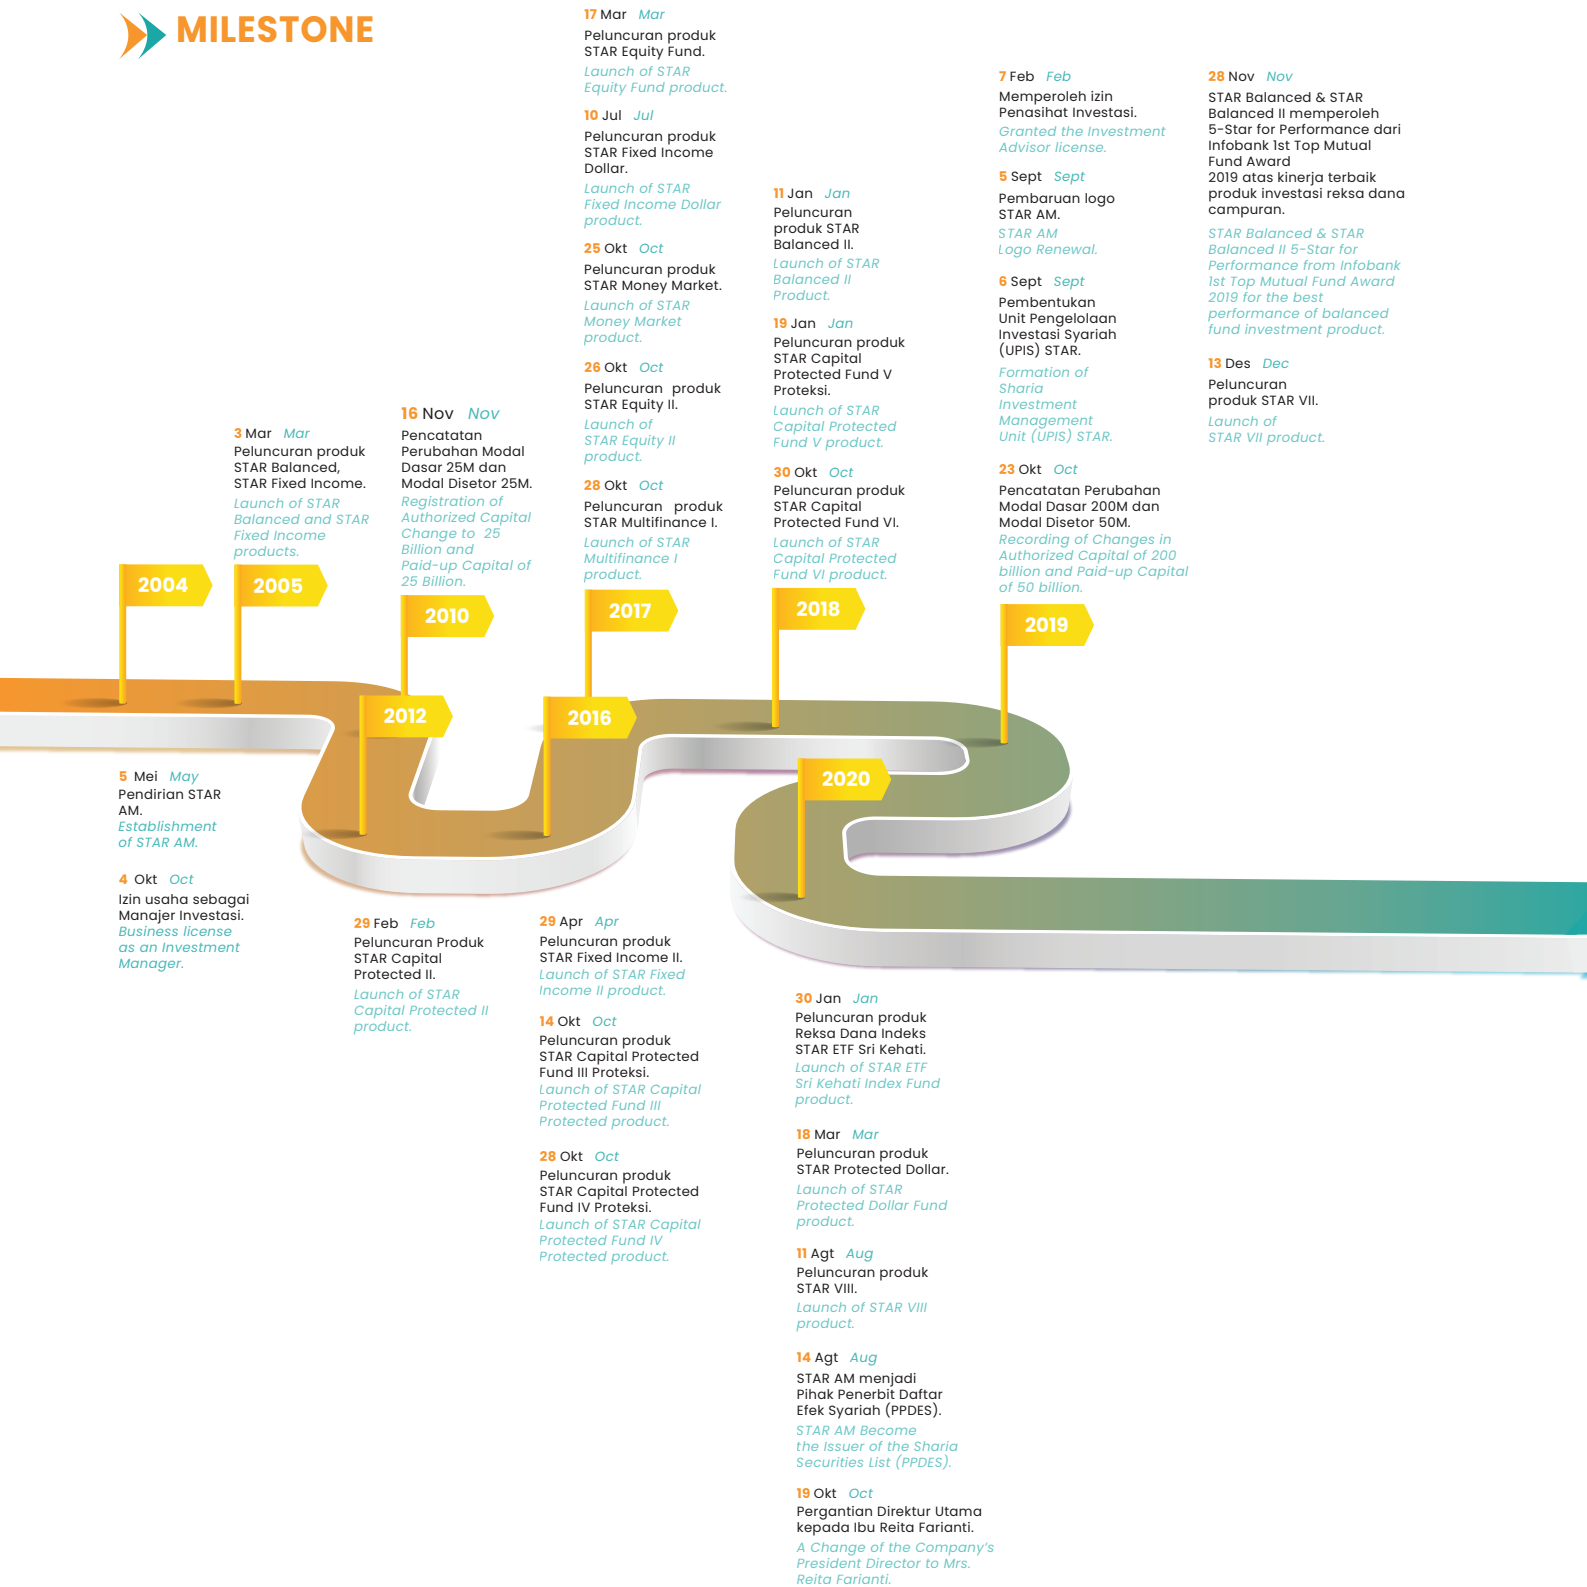 MILESTONE
5 Mei May
Pendirian STAR
AM.
Establishment
of STAR AM.
4 Okt Oct
Izin usaha sebagai
Manajer Investasi.
Business license
as an Investment
Manager.
2004
3 Mar Mar
Peluncuran produk
STAR Balanced,
STAR Fixed Income.
Launch of STAR
Balanced and STAR
Fixed Income
products.
2005
16 Nov Nov
Pencatatan
Perubahan Modal
Dasar 25M dan
Modal Disetor 25M.
Registration of
Authorized Capital
Change to 25
Billion and
Paid-up Capital of
25 Billion.
2010
2012
29 Feb Feb
Peluncuran Produk
STAR Capital
Protected II.
Launch of STAR
Capital Protected II
product.
2016
29 Apr Apr
Peluncuran produk
STAR Fixed Income II.
Launch of STAR Fixed
Income II product.
14 Okt Oct
Peluncuran produk
STAR Capital Protected
Fund III Proteksi.
Launch of STAR Capital
Protected Fund III
Protected product.
28 Okt Oct
Peluncuran produk
STAR Capital Protected
Fund IV Proteksi.
Launch of STAR Capital
Protected Fund IV
Protected product.
17 Mar Mar
Peluncuran produk
STAR Equity Fund.
Launch of STAR
Equity Fund product.
10 Jul Jul
Peluncuran produk
STAR Fixed Income
Dollar.
Launch of STAR
Fixed Income Dollar
product.
25 Okt Oct
Peluncuran produk
STAR Money Market.
Launch of STAR
Money Market
product.
26 Okt Oct
Peluncuran produk
STAR Equity II.
Launch of
STAR Equity II
product.
28 Okt Oct
Peluncuran produk
STAR Multifinance I.
Launch of STAR
Multifinance I
product.
2017
11 Jan Jan
Peluncuran
produk STAR
Balanced II.
Launch of STAR
Balanced II
Product.
19 Jan Jan
Peluncuran produk
STAR Capital
Protected Fund V
Proteksi.
Launch of STAR
Capital Protected
Fund V product.
30 Okt Oct
Peluncuran produk
STAR Capital
Protected Fund VI.
Launch of STAR
Capital Protected
Fund VI product.
2018
7 Feb Feb
Memperoleh izin
Penasihat Investasi.
Granted the Investment
Advisor license.
5 Sept Sept
Pembaruan logo
STAR AM.
STAR AM
Logo Renewal.
6 Sept Sept
Pembentukan
Unit Pengelolaan
Investasi Syariah
(UPIS) STAR.
Formation of
Sharia
Investment
Management
Unit (UPIS) STAR.
23 Okt Oct
Pencatatan Perubahan
Modal Dasar 200M dan
Modal Disetor 50M.
Recording of Changes in
Authorized Capital of 200
billion and Paid-up Capital
of 50 billion.
2019
28 Nov Nov
STAR Balanced & STAR
Balanced II memperoleh
5-Star for Performance dari
Infobank 1st Top Mutual
Fund Award
2019 atas kinerja terbaik
produk investasi reksa dana
campuran.
STAR Balanced & STAR
Balanced II 5-Star for
Performance from Infobank
1st Top Mutual Fund Award
2019 for the best
performance of balanced
fund investment product.
13 Des Dec
Peluncuran
produk STAR VII.
Launch of
STAR VII product.
2020
30 Jan Jan
Peluncuran produk
Reksa Dana Indeks
STAR ETF Sri Kehati.
Launch of STAR ETF
Sri Kehati Index Fund
product.
18 Mar Mar
Peluncuran produk
STAR Protected Dollar.
Launch of STAR
Protected Dollar Fund
product.
11 Agt Aug
Peluncuran produk
STAR VIII.
Launch of STAR VIII
product.
14 Agt Aug
STAR AM menjadi
Pihak Penerbit Daftar
Efek Syariah (PPDES).
STAR AM Become
the Issuer of the Sharia
Securities List (PPDES).
19 Okt Oct
Pergantian Direktur Utama
kepada Ibu Reita Farianti.
A Change of the Company's
President Director to Mrs.
Reita Farianti.